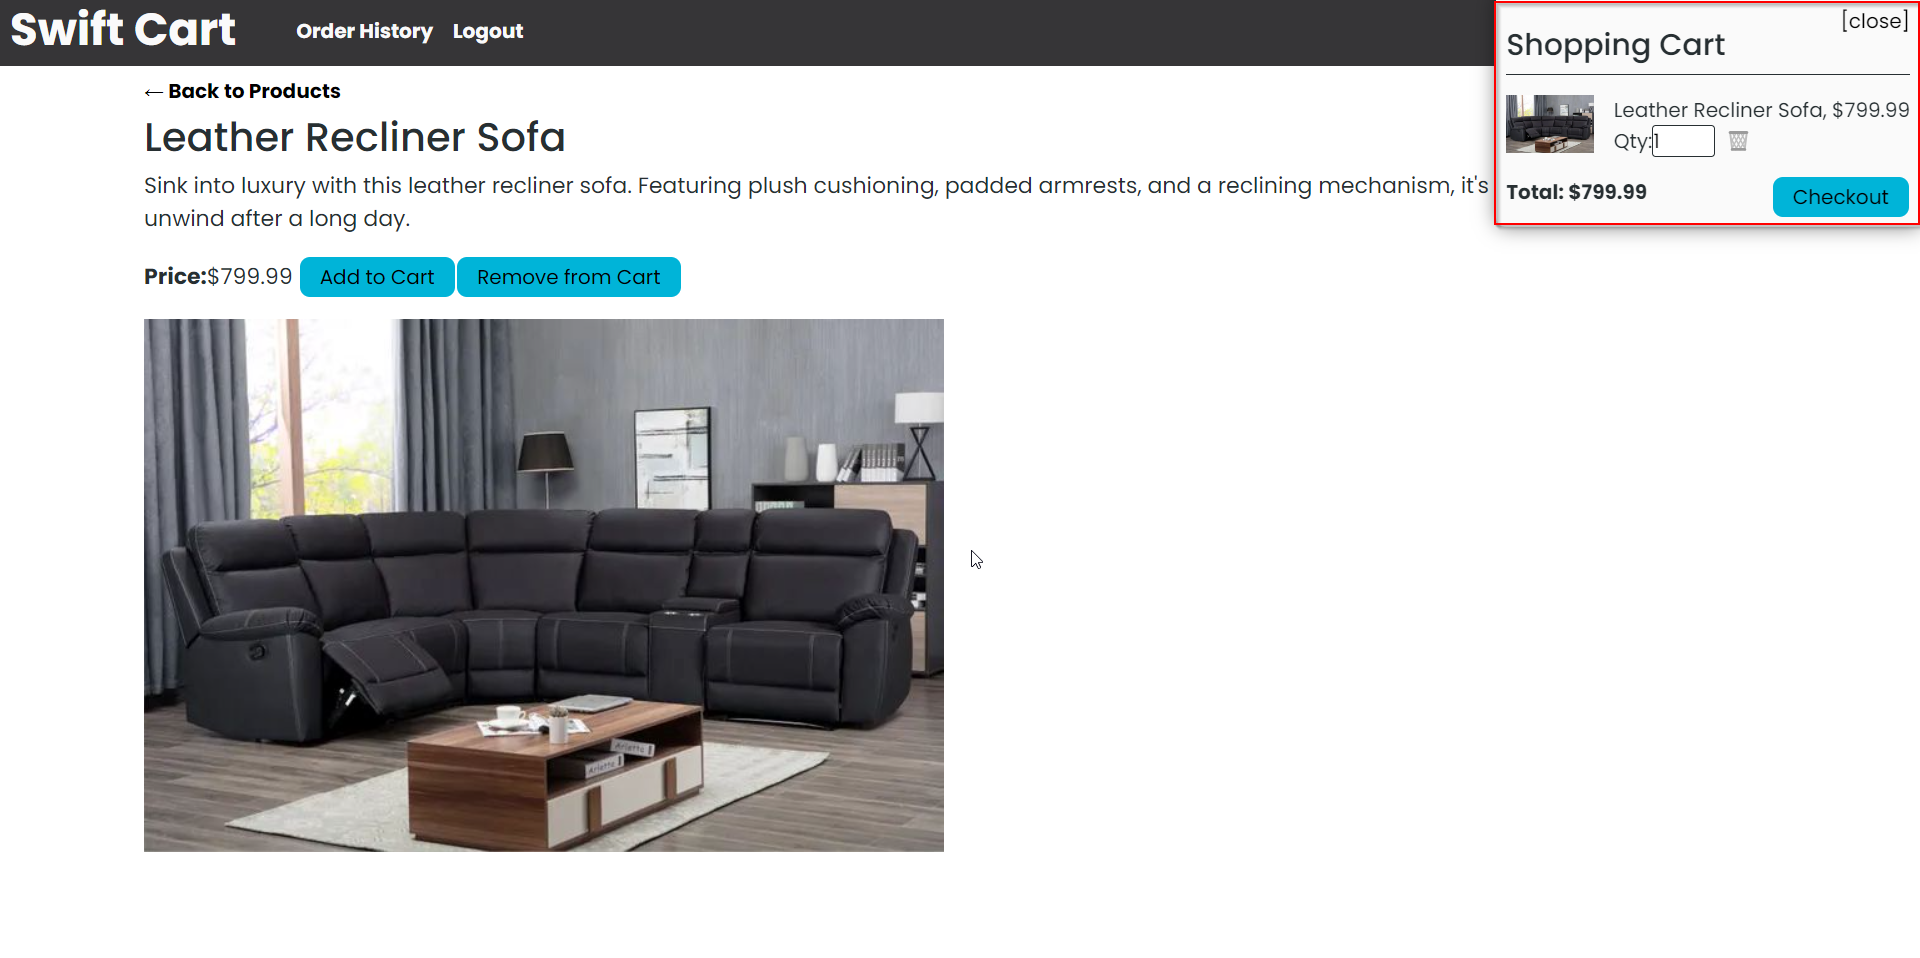 Swift Cart
Order History
Logout
[close]
Shopping Cart
Leather Recliner Sofa, $799.99
Qty:1
Total: $799.99
Checkout
← Back to Products
Leather Recliner Sofa
Sink into luxury with this leather recliner sofa. Featuring plush cushioning, padded armrests, and a reclining mechanism, it's
unwind after a long day.
Price:$799.99
Add to Cart
Remove from Cart
Arietta
Arietta